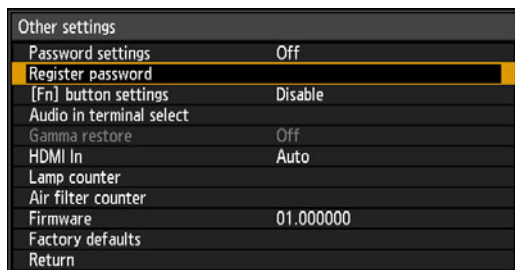 Other settings
Password settings Off
Register password
[Fn] button settings Disable
Audio in terminal select
Gamma restore Off
HDMI In Auto
Lamp counter
Air filter counter
Firmware 01.000000
Factory defaults
Return